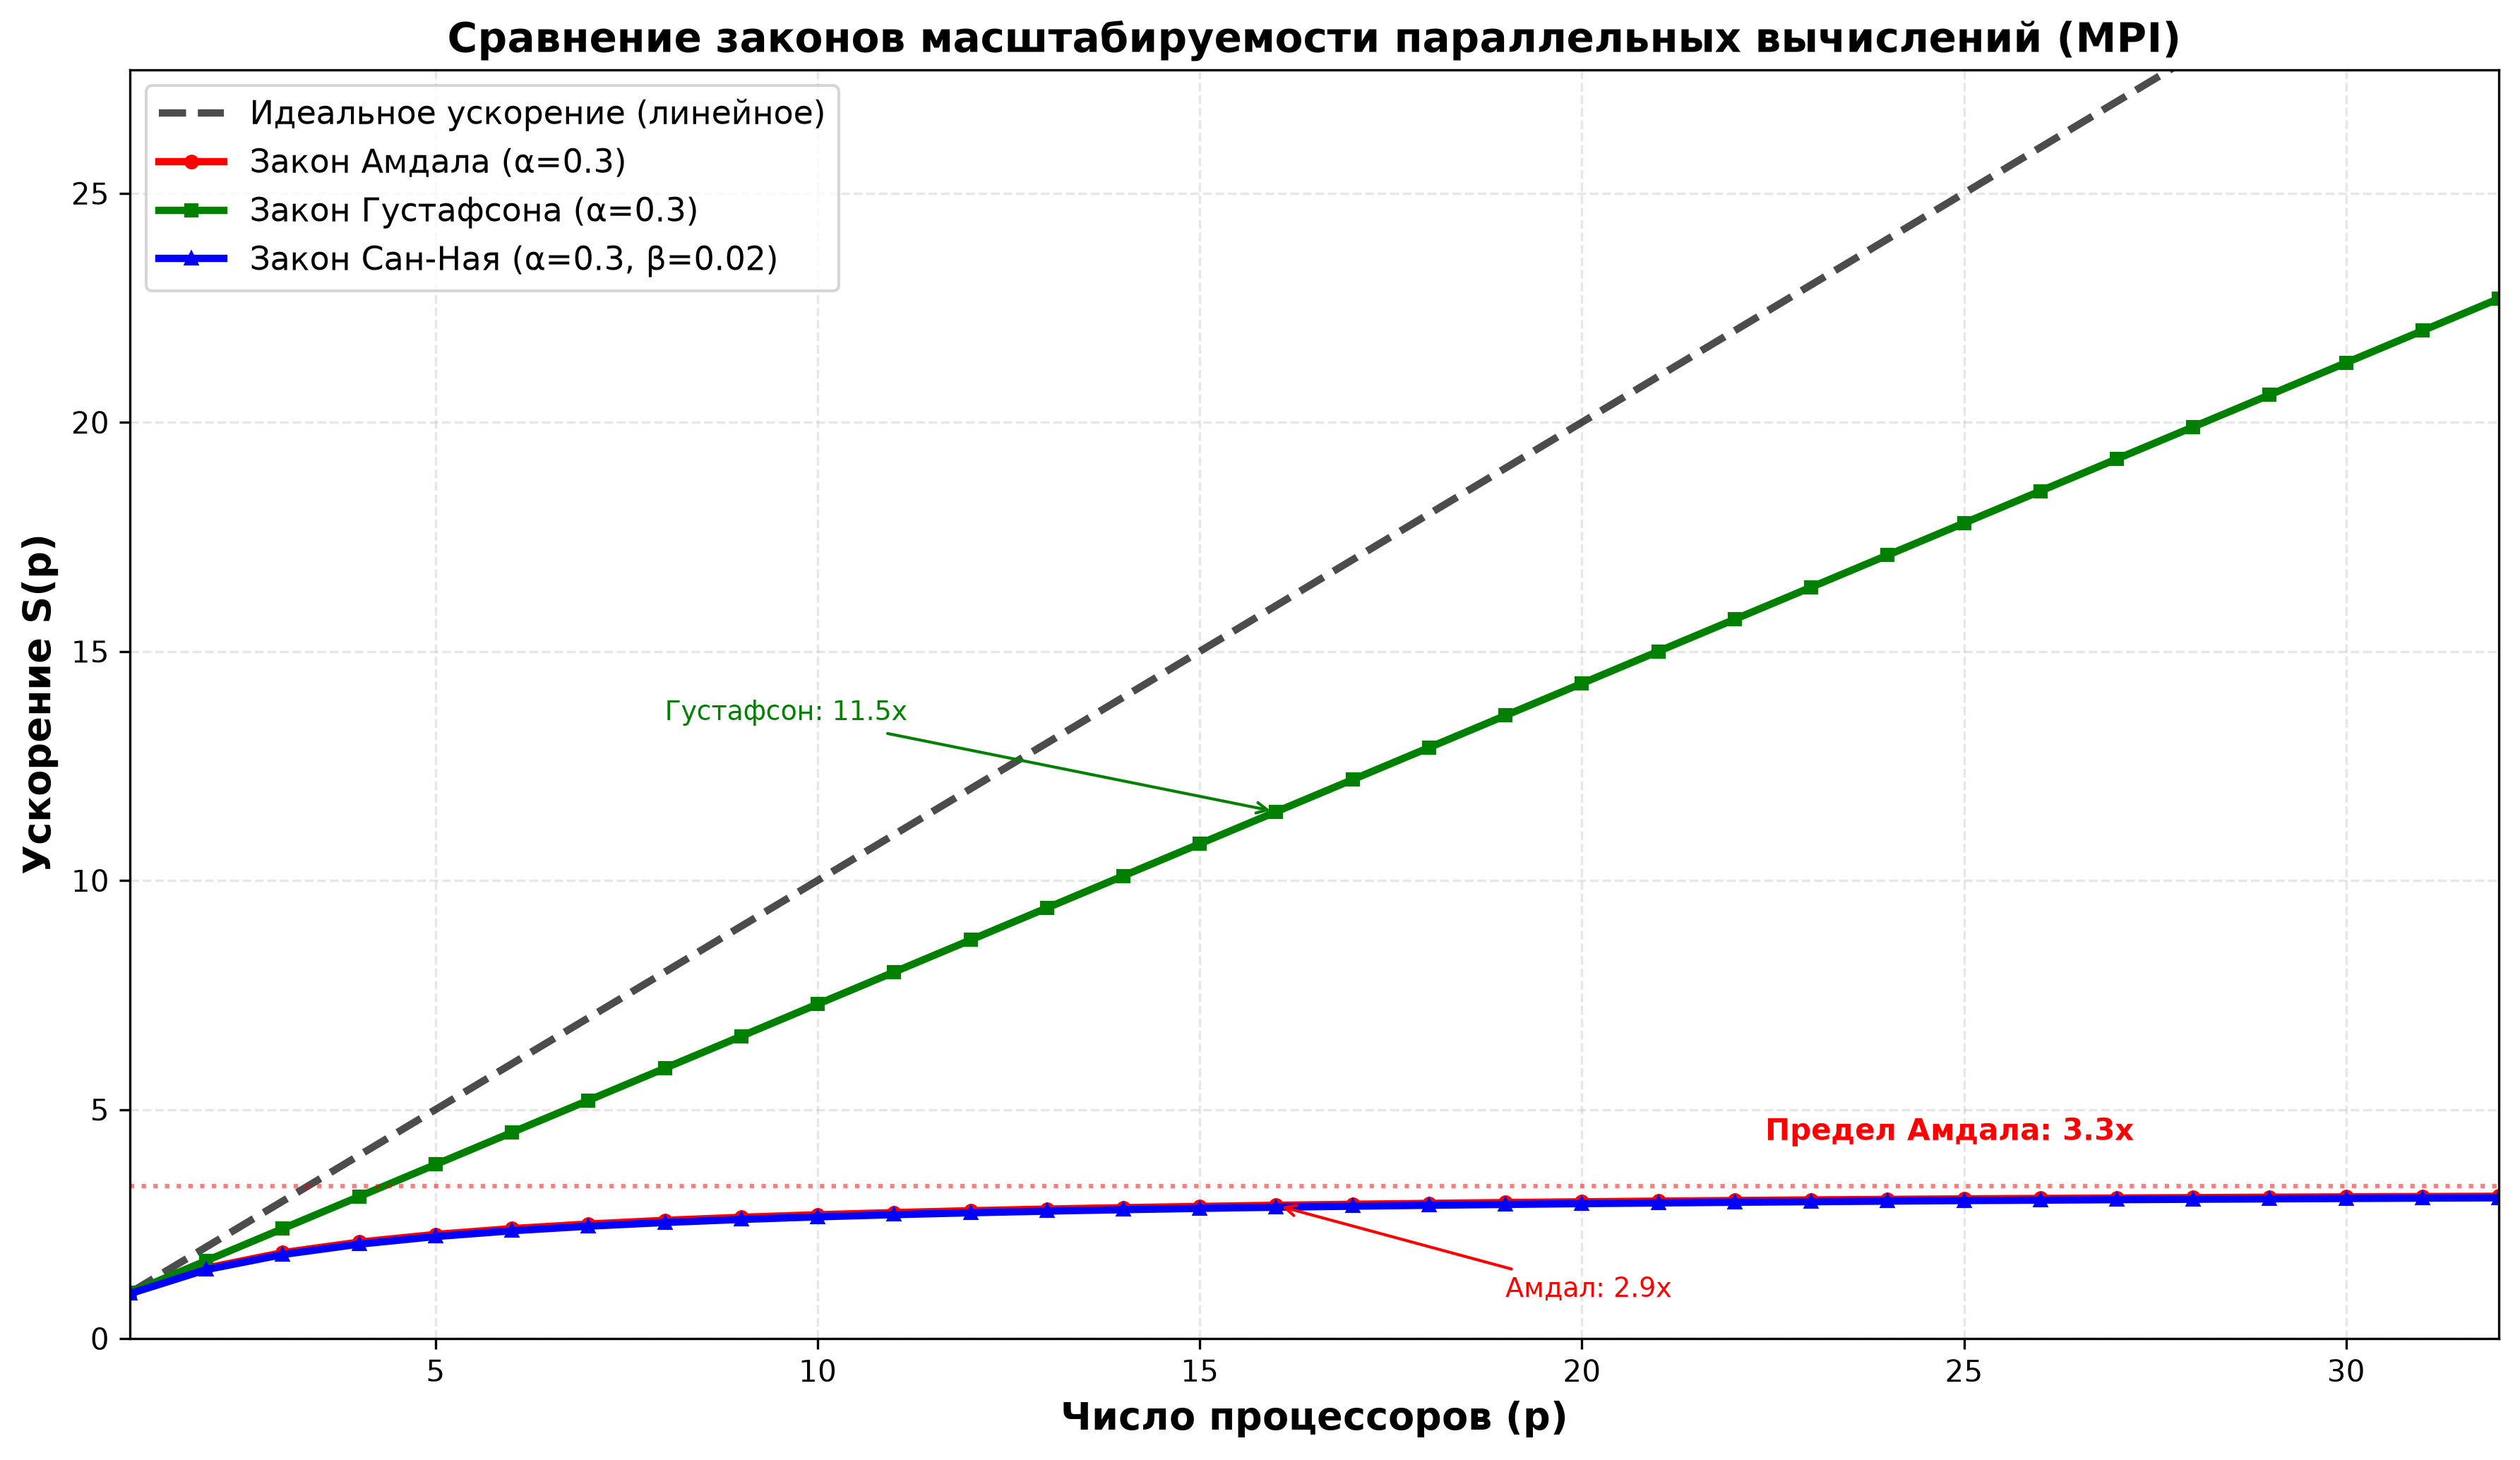 Сравнение законов масштабируемости параллельных вычислений (MPI)
Идеальное ускорение (линейное)
Закон Амдала (α=0.3)
Закон Густафсона (α=0.3)
Закон Сан-Ная (α=0.3, β=0.02)
Ускорение S(p)
25
20
15
10
5
0
Густафсон: 11.5x
Предел Амдала: 3.3x
Амдал: 2.9x
5 10 15 20 25 30
Число процессоров (p)